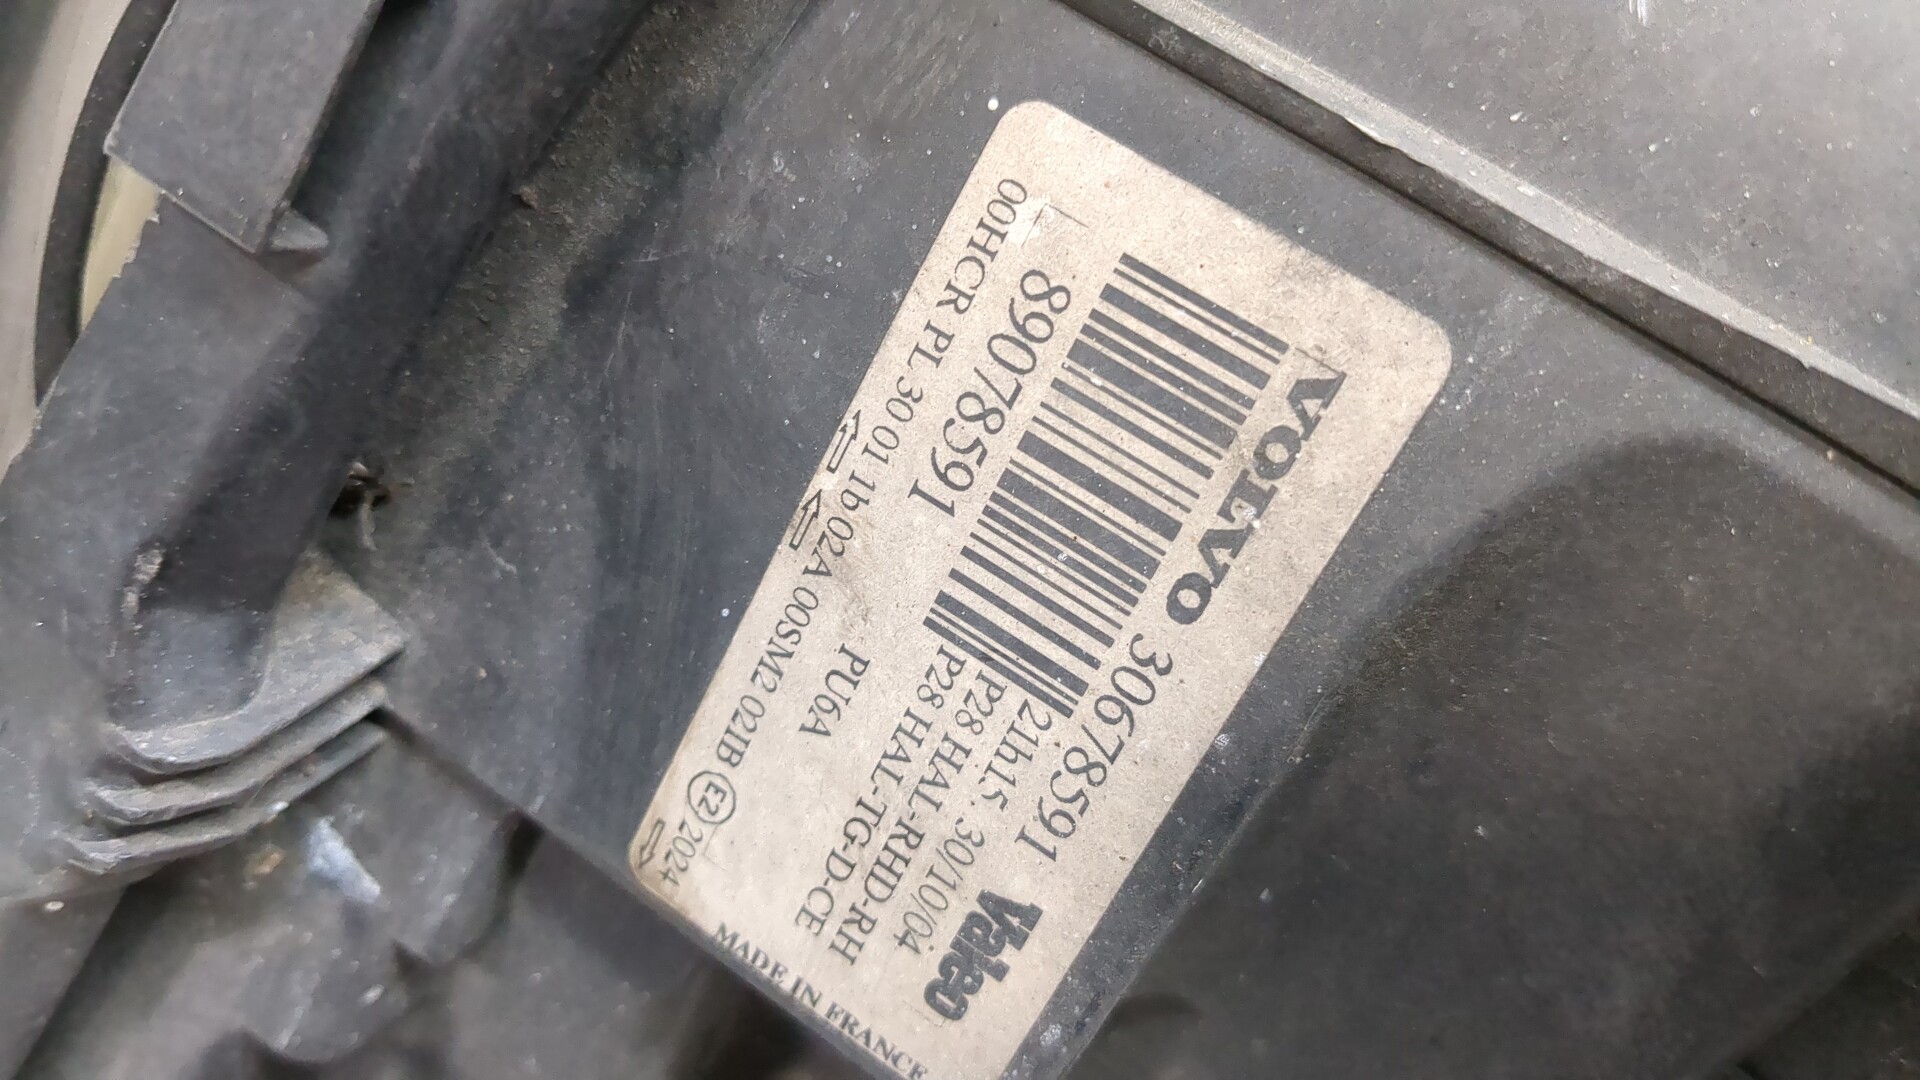 VOLVO 30678591 Valeo
21h15. 30/10/04
P28 HAL-RHD-RH
P28 HAL-TG-D-CE
89078591
PU6A
00HCR PL 30 01 1b 02A 00SM2 02IB E2 2024
MADE IN FRANCE